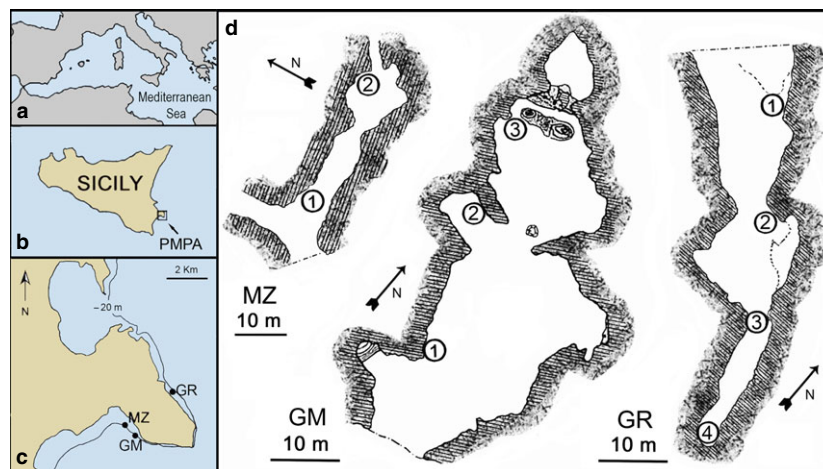 a
Mediterranean
Sea
b
SICILY
PMPA
c
2 Km
N
–20 m
GR
MZ
GM
d
N
2
1
MZ
10 m
3
2
N
1
GM
10 m
1
2
3
N
4
GR
10 m